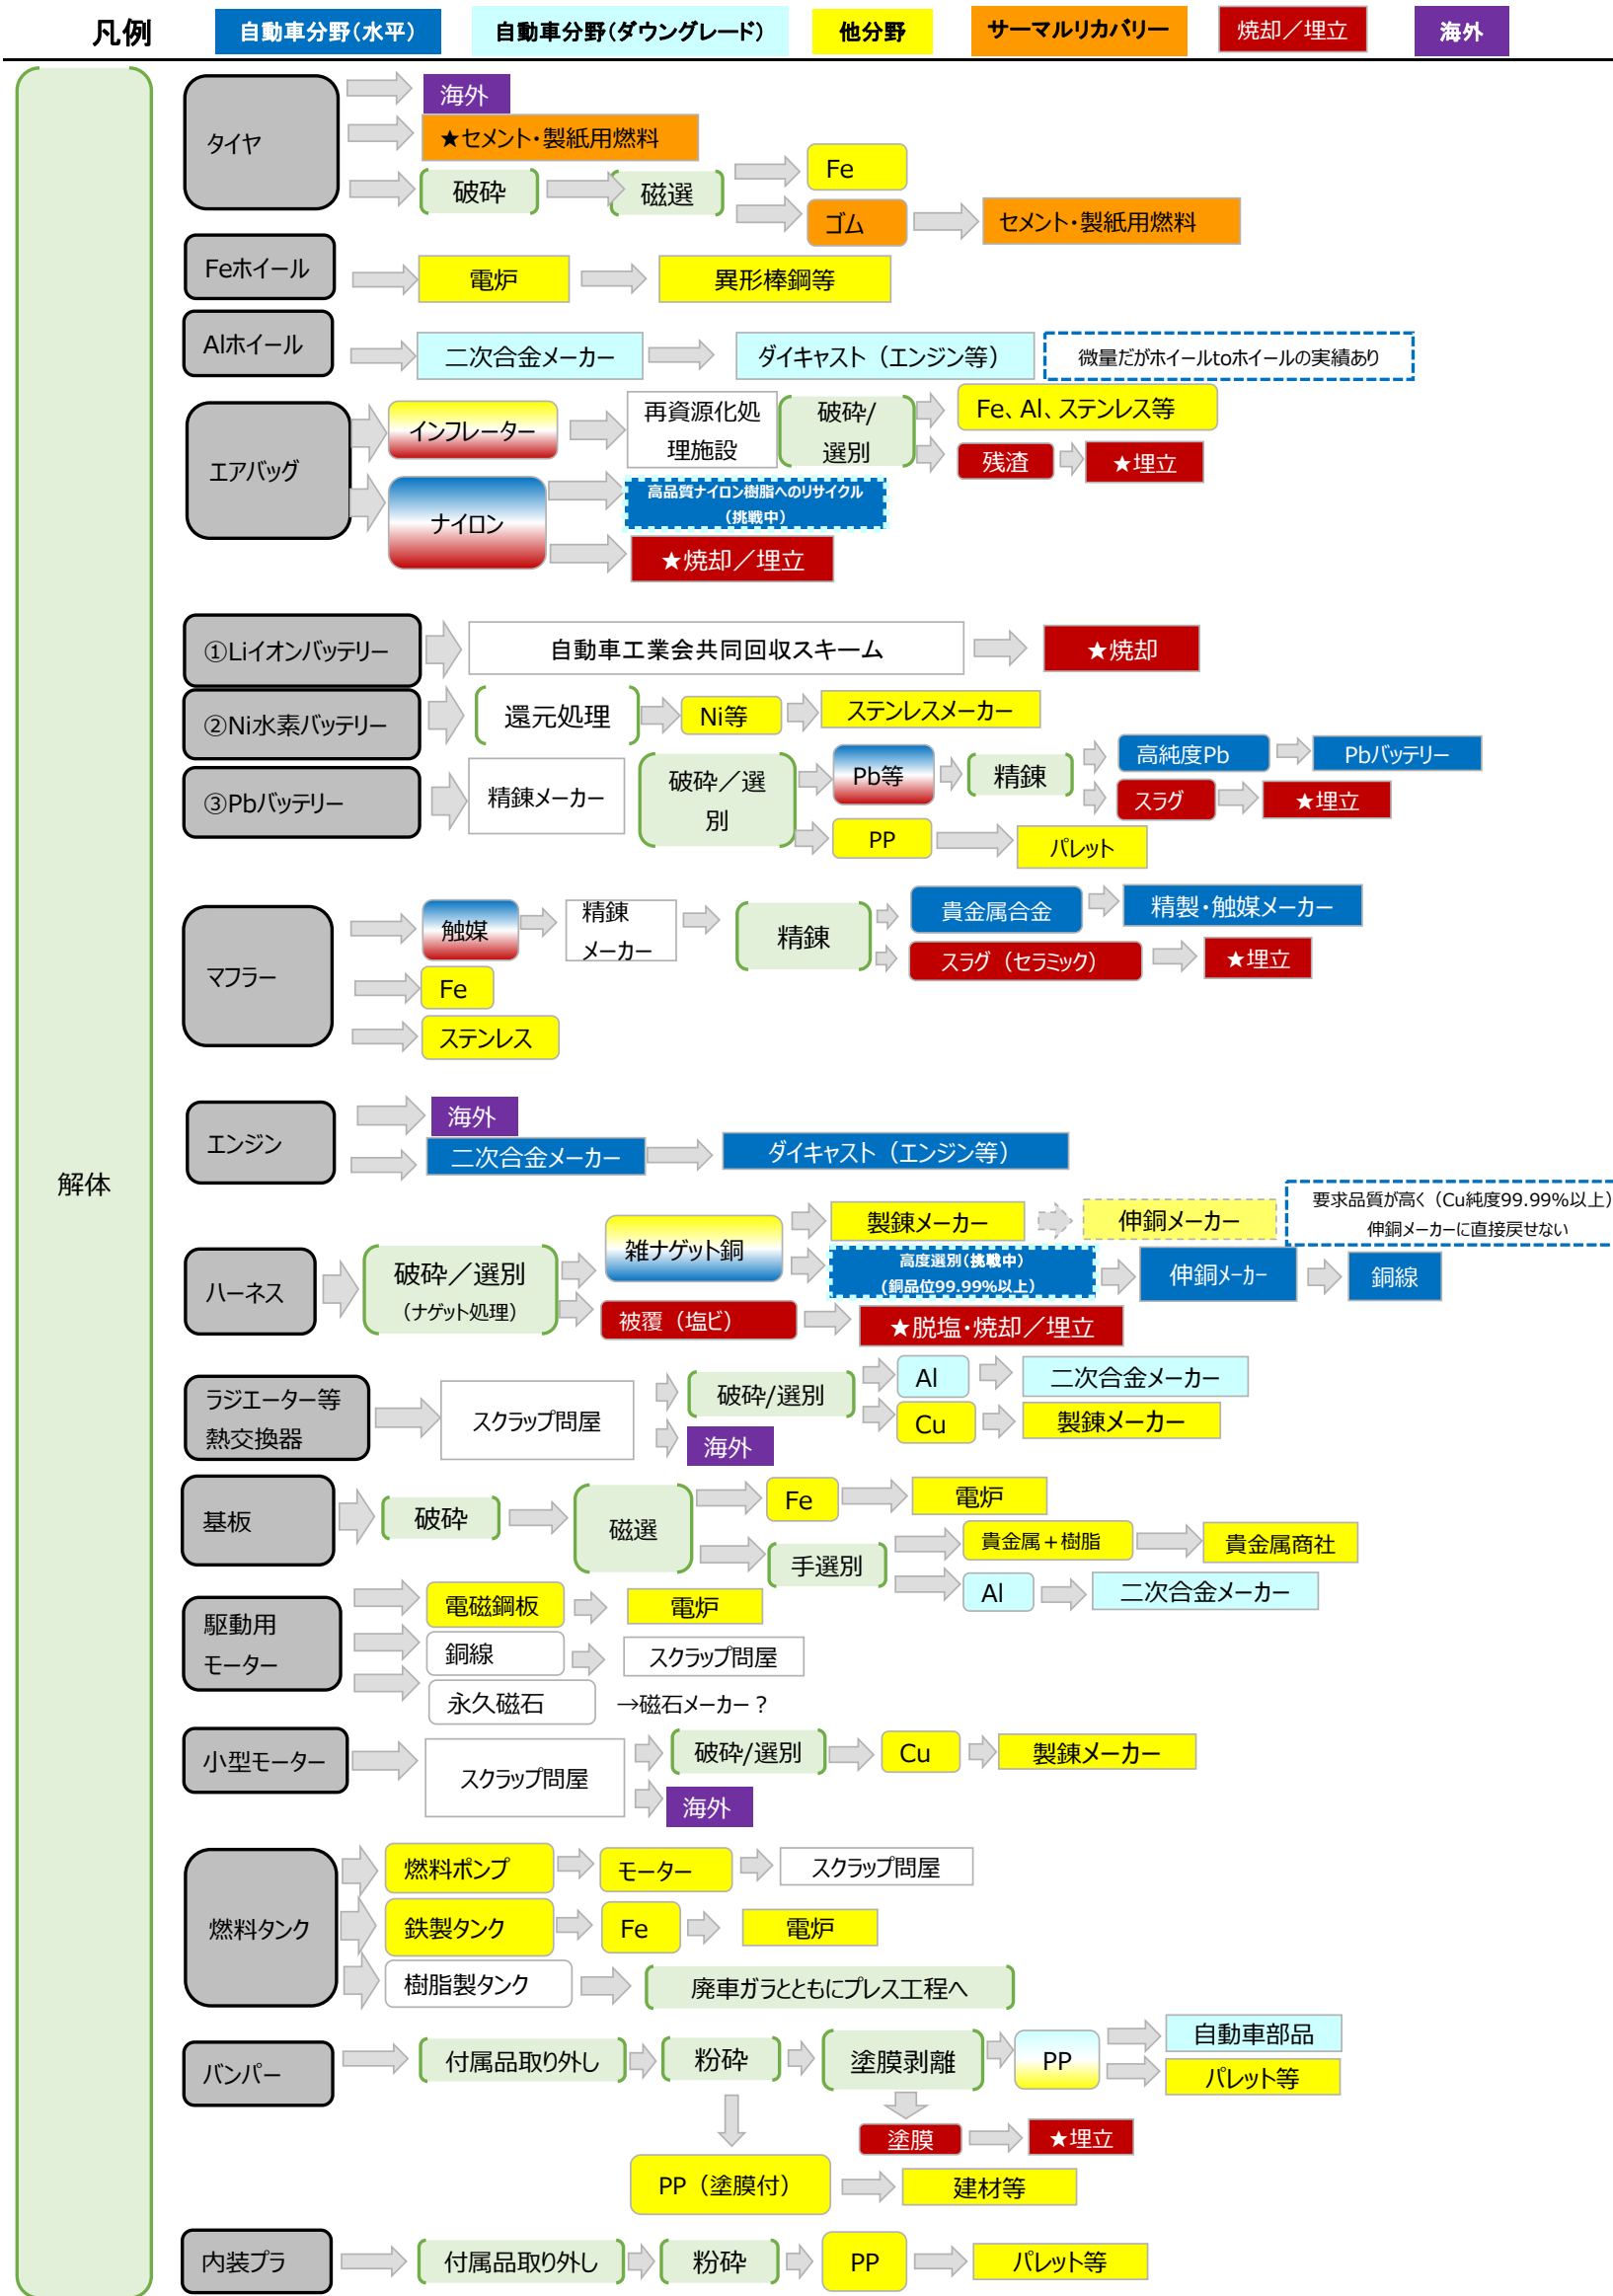 凡例
自動車分野(水平)
自動車分野(ダウングレード)
他分野
サーマルリカバリー
焼却／埋立
海外
解体
タイヤ
海外
★セメント・製紙用燃料
破砕
磁選
Fe
ゴム
セメント・製紙用燃料
Feホイール
電炉
異形棒鋼等
Alホイール
二次合金メーカー
ダイキャスト（エンジン等）
微量だがホイールtoホイールの実績あり
エアバッグ
インフレーター
再資源化処
理施設
破砕/
選別
Fe、Al、ステンレス等
残渣
★埋立
ナイロン
高品質ナイロン樹脂へのリサイクル
（挑戦中）
★焼却／埋立
①Liイオンバッテリー
自動車工業会共同回収スキーム
★焼却
②Ni水素バッテリー
還元処理
Ni等
ステンレスメーカー
③Pbバッテリー
精錬メーカー
破砕／選
別
Pb等
精錬
高純度Pb
Pbバッテリー
スラグ
★埋立
PP
パレット
マフラー
触媒
精錬
メーカー
精錬
貴金属合金
精製・触媒メーカー
スラグ（セラミック）
★埋立
Fe
ステンレス
エンジン
海外
二次合金メーカー
ダイキャスト（エンジン等）
ハーネス
破砕／選別
（ナゲット処理）
雑ナゲット銅
製錬メーカー
伸銅メーカー
要求品質が高く（Cu純度99.99%以上）
伸銅メーカーに直接戻せない
高度選別(挑戦中)
（銅品位99.99%以上）
伸銅メーカー
銅線
被覆（塩ビ）
★脱塩・焼却／埋立
ラジエーター等
熱交換器
スクラップ問屋
破砕/選別
海外
Al
二次合金メーカー
Cu
製錬メーカー
基板
破砕
磁選
Fe
電炉
手選別
貴金属＋樹脂
貴金属商社
Al
二次合金メーカー
駆動用
モーター
電磁鋼板
電炉
銅線
スクラップ問屋
永久磁石
→磁石メーカー？
小型モーター
スクラップ問屋
破砕/選別
Cu
製錬メーカー
海外
燃料タンク
燃料ポンプ
モーター
スクラップ問屋
鉄製タンク
Fe
電炉
樹脂製タンク
廃車ガラとともにプレス工程へ
バンパー
付属品取り外し
粉砕
塗膜剥離
PP
自動車部品
パレット等
塗膜
★埋立
PP（塗膜付）
建材等
内装プラ
付属品取り外し
粉砕
PP
パレット等